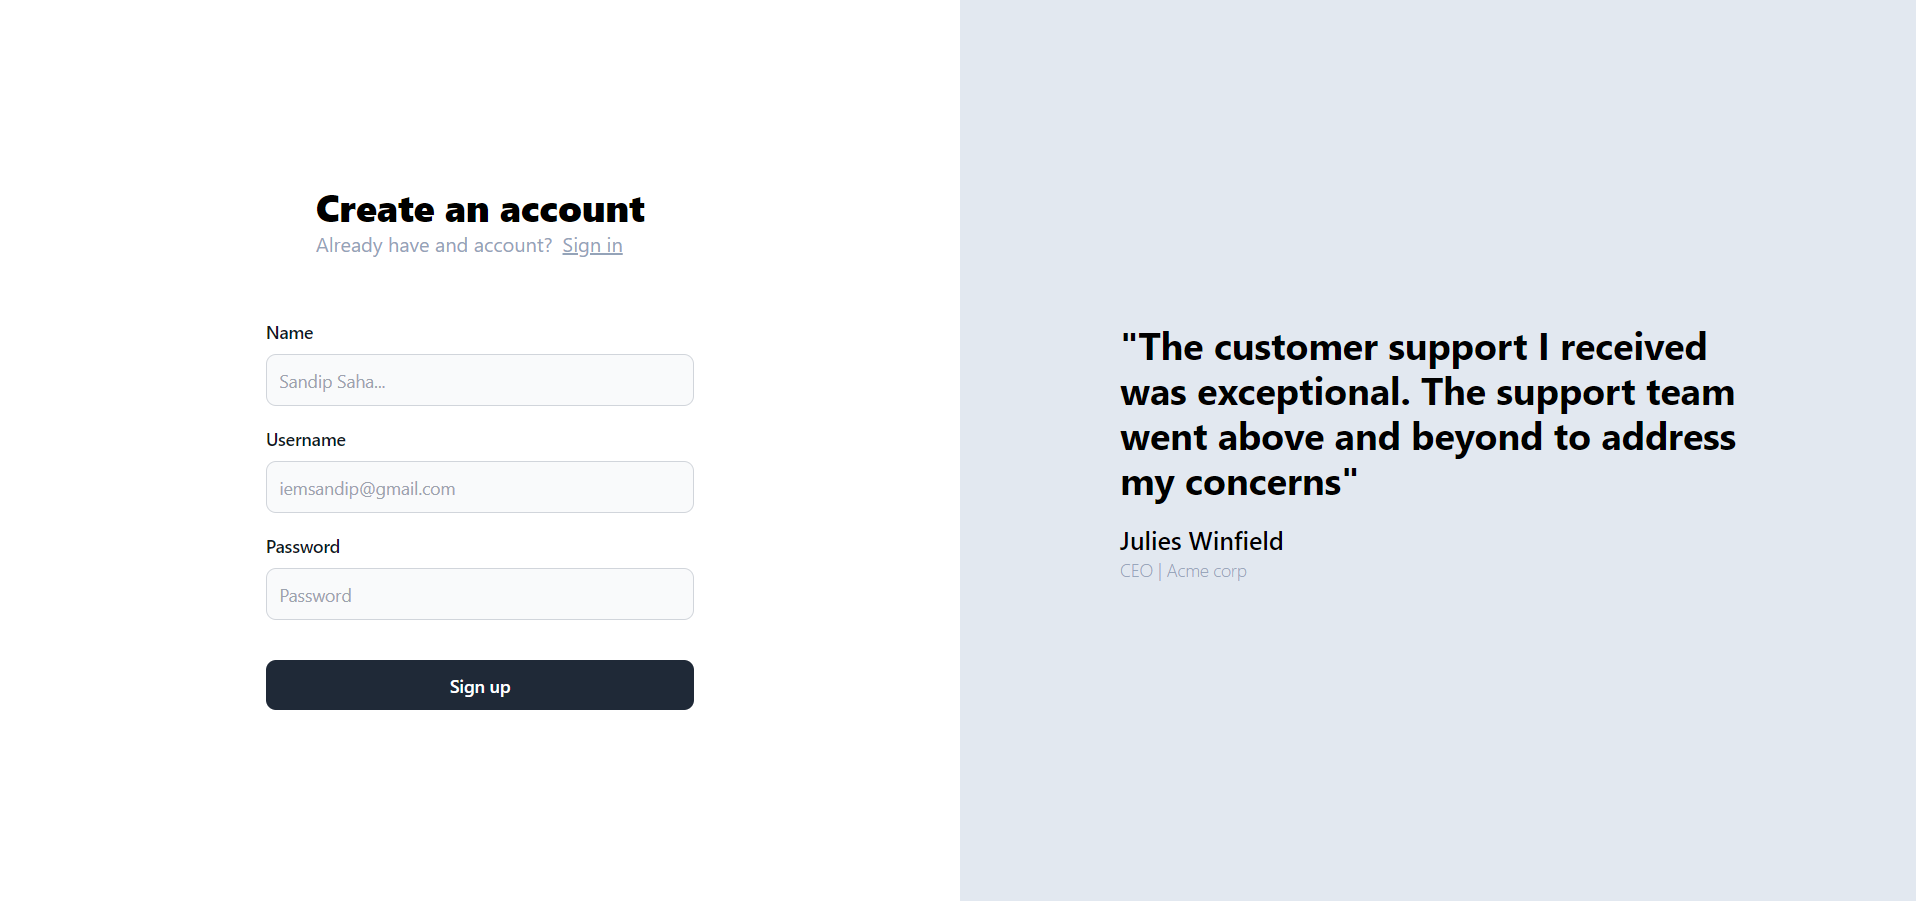 Create an account
Already have and account? Sign in
Name
Sandip Saha...
Username
iemsandip@gmail.com
Password
Password
Sign up
"The customer support I received
was exceptional. The support team
went above and beyond to address
my concerns"
Julies Winfield
CEO | Acme corp